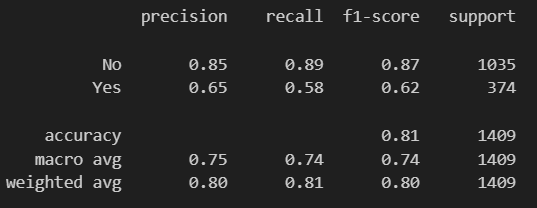 precision recall f1-score support
No 0.85 0.89 0.87 1035
Yes 0.65 0.58 0.62 374
accuracy 0.81 1409
macro avg 0.75 0.74 0.74 1409
weighted avg 0.80 0.81 0.80 1409